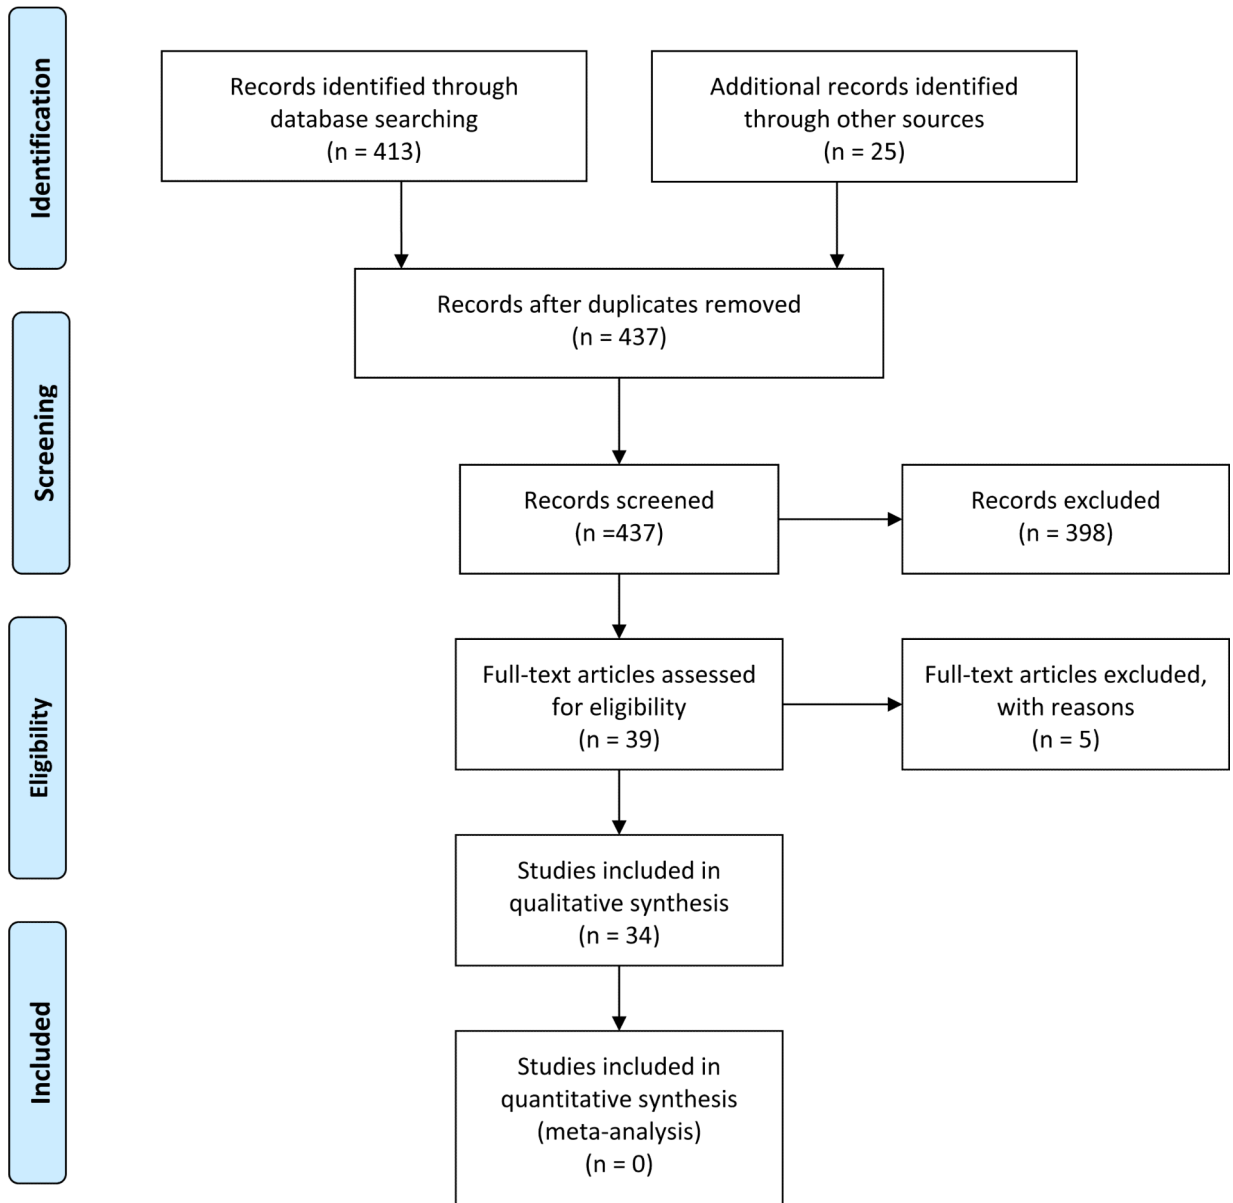 Identification
Records identified through
database searching
(n = 413)
Additional records identified
through other sources
(n = 25)
Records after duplicates removed
(n = 437)
Screening
Records screened
(n =437)
Records excluded
(n = 398)
Eligibility
Full-text articles assessed
for eligibility
(n = 39)
Full-text articles excluded,
with reasons
(n = 5)
Studies included in
qualitative synthesis
(n = 34)
Included
Studies included in
quantitative synthesis
(meta-analysis)
(n = 0)